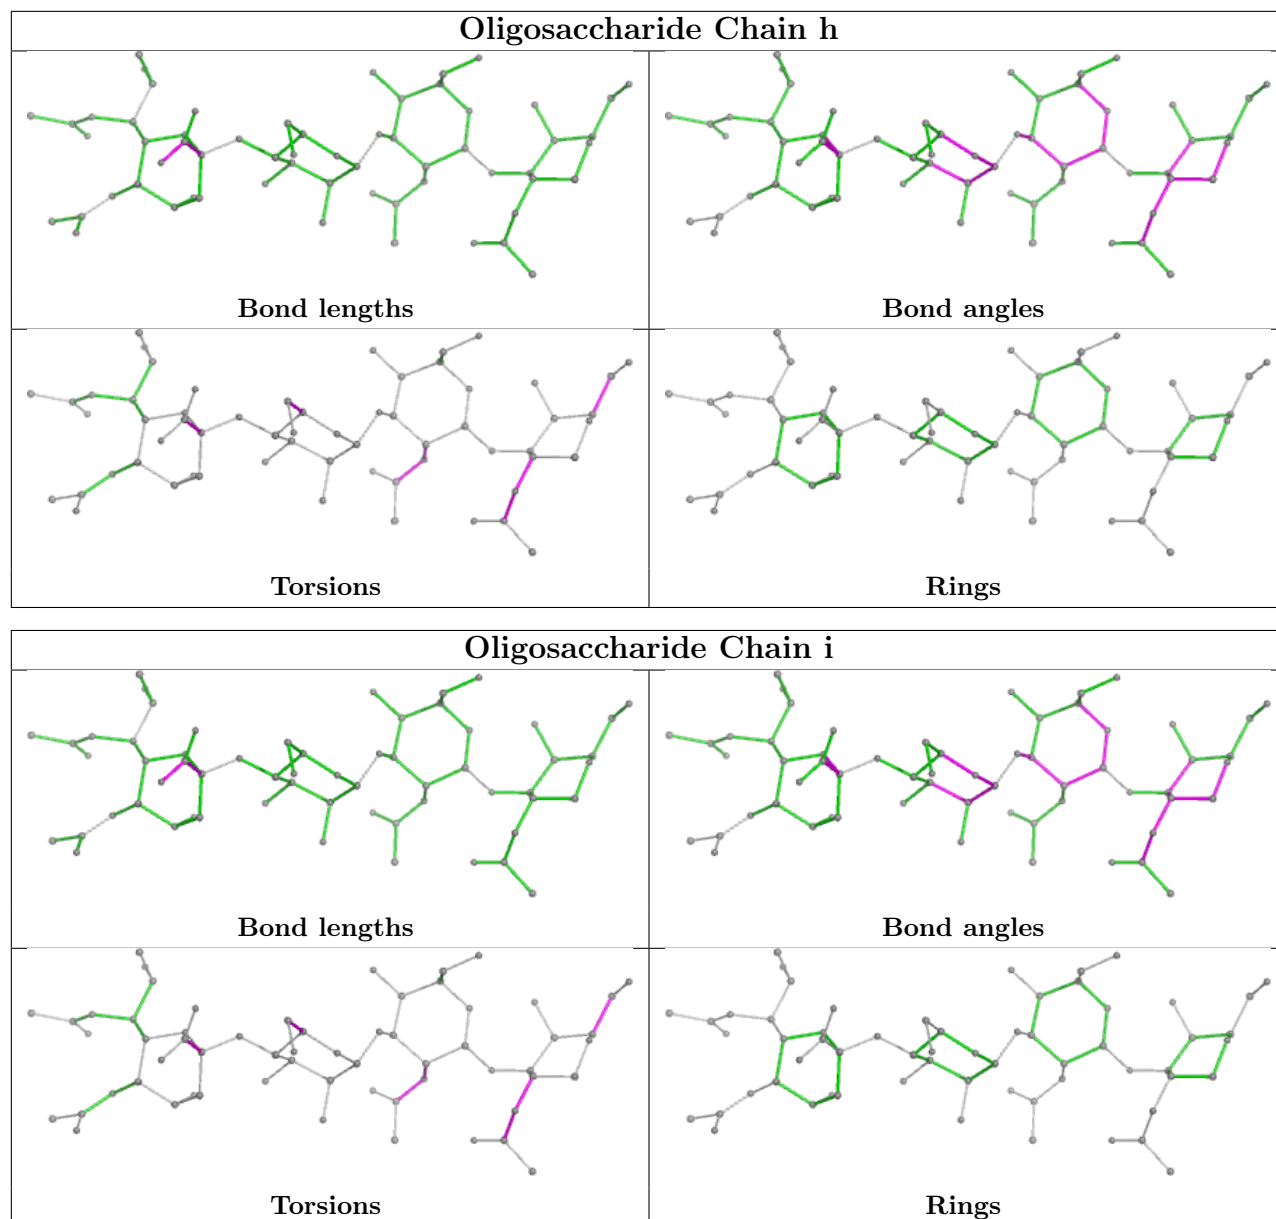 Oligosaccharide Chain h
Bond lengths
Bond angles
Torsions
Rings
Oligosaccharide Chain i
Bond lengths
Bond angles
Torsions
Rings